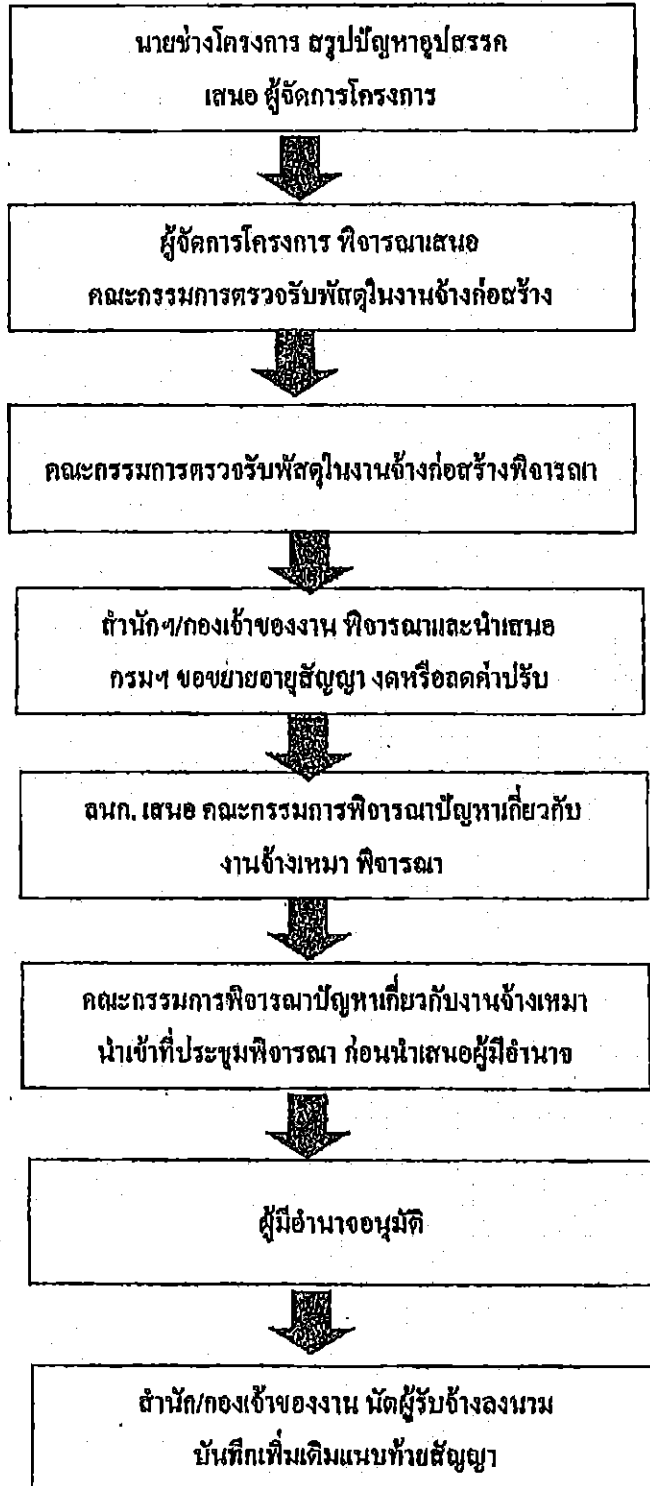 นายช่างโครงการ สรุปปัญหาอุปสรรค
เสนอ ผู้จัดการโครงการ
ผู้จัดการโครงการ พิจารณาเสนอ
คณะกรรมการตรวจรับพัสดุในงานจ้างก่อสร้าง
คณะกรรมการตรวจรับพัสดุในงานจ้างก่อสร้างพิจารณา
สำนักฯ/กองเจ้าของงาน พิจารณาและนำเสนอ
กรมฯ ขอขยายอายุสัญญา งดหรือลดค่าปรับ
ลนก. เสนอ คณะกรรมการพิจารณาปัญหาเกี่ยวกับ
งานจ้างเหมา พิจารณา
คณะกรรมการพิจารณาปัญหาเกี่ยวกับงานจ้างเหมา
นำเข้าที่ประชุมพิจารณา ก่อนนำเสนอผู้มีอำนาจ
ผู้มีอำนาจอนุมัติ
สำนัก/กองเจ้าของงาน นัดผู้รับจ้างลงนาม
บันทึกเพิ่มเติมแนบท้ายสัญญา